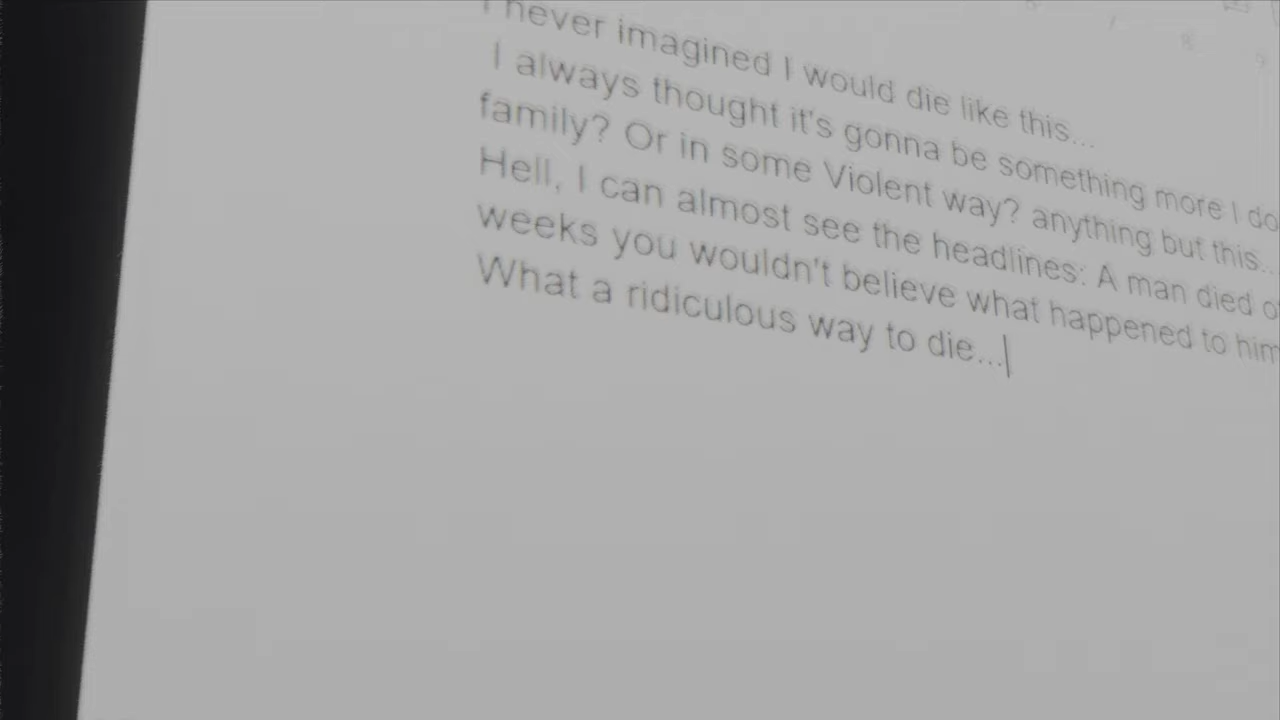 I never imagined I would die like this...
I always thought it's gonna be something more I do
family? Or in some Violent way? anything but this...
Hell, I can almost see the headlines: A man died of
weeks you wouldn't believe what happened to him
What a ridiculous way to die...